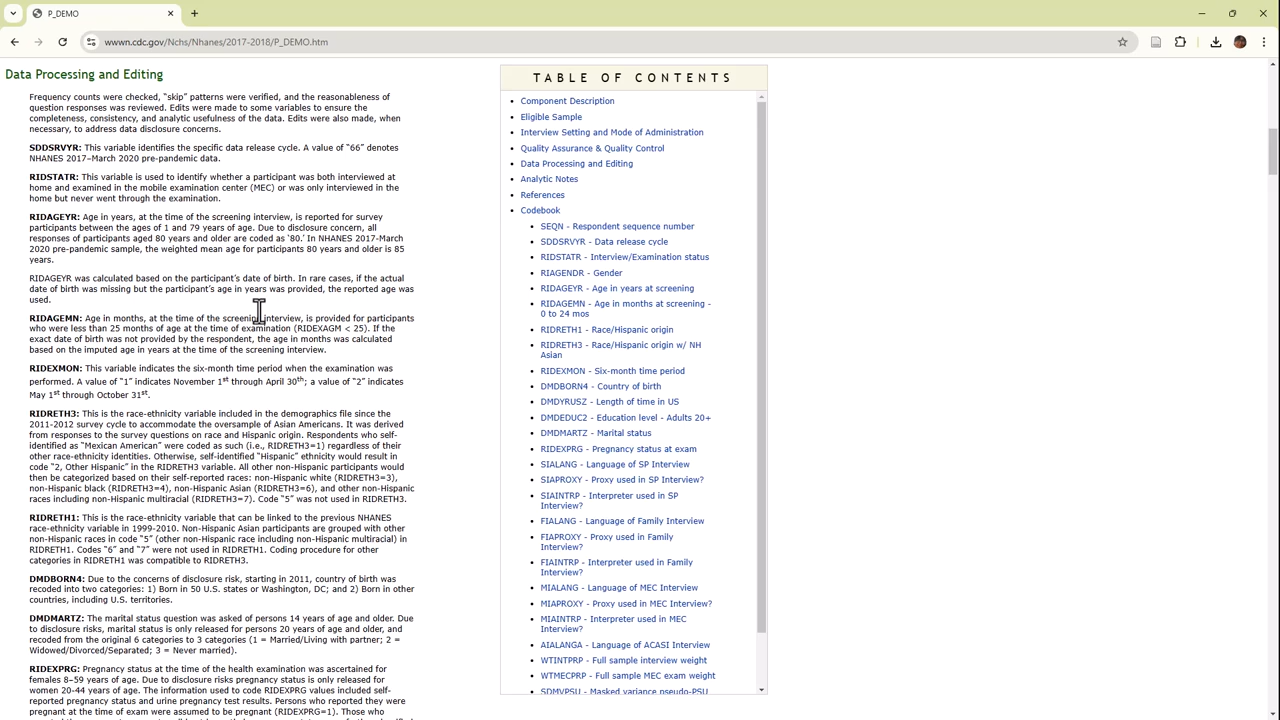 P_DEMO
wwwn.cdc.gov/Nchs/Nhanes/2017-2018/P_DEMO.htm
Data Processing and Editing
Frequency counts were checked, "skip" patterns were verified, and the reasonableness of
question responses was reviewed. Edits were made to some variables to ensure the
completeness, consistency, and analytic usefulness of the data. Edits were also made, when
necessary, to address data disclosure concerns.
SDDSRVYR: This variable identifies the specific data release cycle. A value of "66" denotes
NHANES 2017–March 2020 pre-pandemic data.
RIDSTATR: This variable is used to identify whether a participant was both interviewed at
home and examined in the mobile examination center (MEC) or was only interviewed in the
home but never went through the examination.
RIDAGEYR: Age in years, at the time of the screening interview, is reported for survey
participants between the ages of 1 and 79 years of age. Due to disclosure concern, all
responses of participants aged 80 years and older are coded as '80.' In NHANES 2017-March
2020 pre-pandemic sample, the weighted mean age for participants 80 years and older is 85
years.
RIDAGEYR was calculated based on the participant's date of birth. In rare cases, if the actual
date of birth was missing but the participant's age in years was provided, the reported age was
used.
RIDAGEMN: Age in months, at the time of the screening interview, is provided for participants
who were less than 25 months of age at the time of examination (RIDEXAGM < 25). If the
exact date of birth was not provided by the respondent, the age in months was calculated
based on the imputed age in years at the time of the screening interview.
RIDEXMON: This variable indicates the six-month time period when the examination was
performed. A value of "1" indicates November 1st through April 30th; a value of "2" indicates
May 1st through October 31st.
RIDRETH3: This is the race-ethnicity variable included in the demographics file since the
2011-2012 survey cycle to accommodate the oversample of Asian Americans. It was derived
from responses to the survey questions on race and Hispanic origin. Respondents who self-
identified as "Mexican American" were coded as such (i.e., RIDRETH3=1) regardless of their
other race-ethnicity identities. Otherwise, self-identified "Hispanic" ethnicity would result in
code "2, Other Hispanic" in the RIDRETH3 variable. All other non-Hispanic participants would
then be categorized based on their self-reported races: non-Hispanic white (RIDRETH3=3),
non-Hispanic black (RIDRETH3=4), non-Hispanic Asian (RIDRETH3=6), and other non-Hispanic
races including non-Hispanic multiracial (RIDRETH3=7). Code "5" was not used in RIDRETH3.
RIDRETH1: This is the race-ethnicity variable that can be linked to the previous NHANES
race-ethnicity variable in 1999-2010. Non-Hispanic Asian participants are grouped with other
non-Hispanic races in code "5" (other non-Hispanic race including non-Hispanic multiracial) in
RIDRETH1. Codes "6" and "7" were not used in RIDRETH1. Coding procedure for other
categories in RIDRETH1 was compatible to RIDRETH3.
DMDBORN4: Due to the concerns of disclosure risk, starting in 2011, country of birth was
recoded into two categories: 1) Born in 50 U.S. states or Washington, DC; and 2) Born in other
countries, including U.S. territories.
DMDMARTZ: The marital status question was asked of persons 14 years of age and older. Due
to disclosure risks, marital status is only released for persons 20 years of age and older, and
recoded from the original 6 categories to 3 categories (1 = Married/Living with partner; 2 =
Widowed/Divorced/Separated; 3 = Never married).
RIDEXPRG: Pregnancy status at the time of the health examination was ascertained for
females 8–59 years of age. Due to disclosure risks pregnancy status is only released for
women 20-44 years of age. The information used to code RIDEXPRG values included self-
reported pregnancy status and urine pregnancy test results. Persons who reported they were
pregnant at the time of exam were assumed to be pregnant (RIDEXPRG=1). Those who
TABLE OF CONTENTS
Component Description
Eligible Sample
Interview Setting and Mode of Administration
Quality Assurance & Quality Control
Data Processing and Editing
Analytic Notes
References
Codebook
SEQN - Respondent sequence number
SDDSRVYR - Data release cycle
RIDSTATR - Interview/Examination status
RIAGENDR - Gender
RIDAGEYR - Age in years at screening
RIDAGEMN - Age in months at screening -
0 to 24 mos
RIDRETH1 - Race/Hispanic origin
RIDRETH3 - Race/Hispanic origin w/ NH
Asian
RIDEXMON - Six-month time period
DMDBORN4 - Country of birth
DMDYRUSZ - Length of time in US
DMDEDUC2 - Education level - Adults 20+
DMDMARTZ - Marital status
RIDEXPRG - Pregnancy status at exam
SIALANG - Language of SP Interview
SIAPROXY - Proxy used in SP Interview?
SIAINTRP - Interpreter used in SP
Interview?
FIALANG - Language of Family Interview
FIAPROXY - Proxy used in Family
Interview?
FIAINTRP - Interpreter used in Family
Interview?
MIALANG - Language of MEC Interview
MIAPROXY - Proxy used in MEC Interview?
MIAINTRP - Interpreter used in MEC
Interview?
AIALANGA - Language of ACASI Interview
WTINTPRP - Full sample interview weight
WTMECPRP - Full sample MEC exam weight
SDMVPSU - Masked variance pseudo-PSU